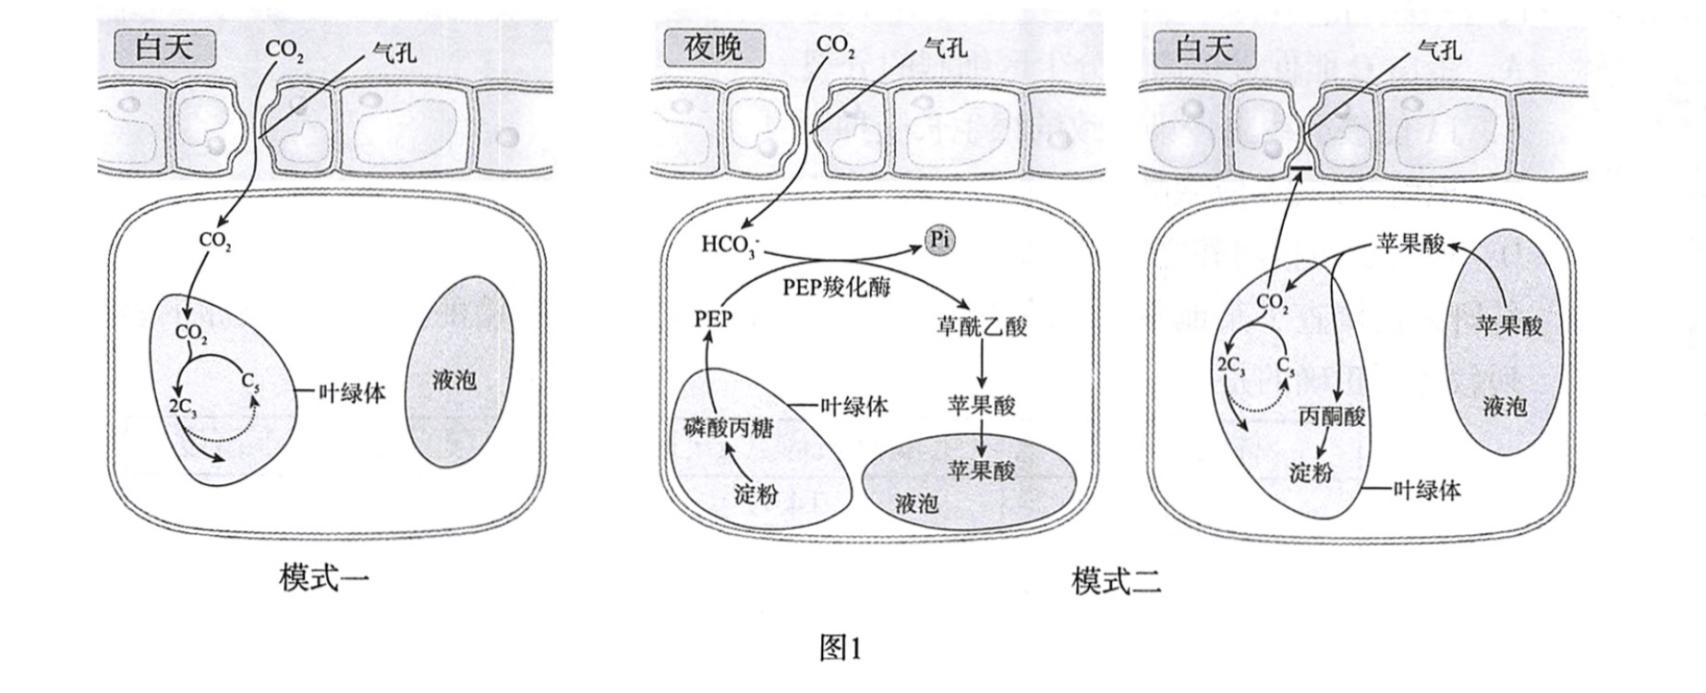 白天
CO₂
气孔
CO₂
CO₂
C₅
2C₃
叶绿体
液泡
模式一
夜晚
CO₂
气孔
HCO₃⁻
Pi
PEP羧化酶
PEP
草酰乙酸
叶绿体
苹果酸
磷酸丙糖
苹果酸
淀粉
液泡
白天
气孔
苹果酸
CO₂
苹果酸
2C₃
C₅
丙酮酸
液泡
淀粉
叶绿体
模式二
图1